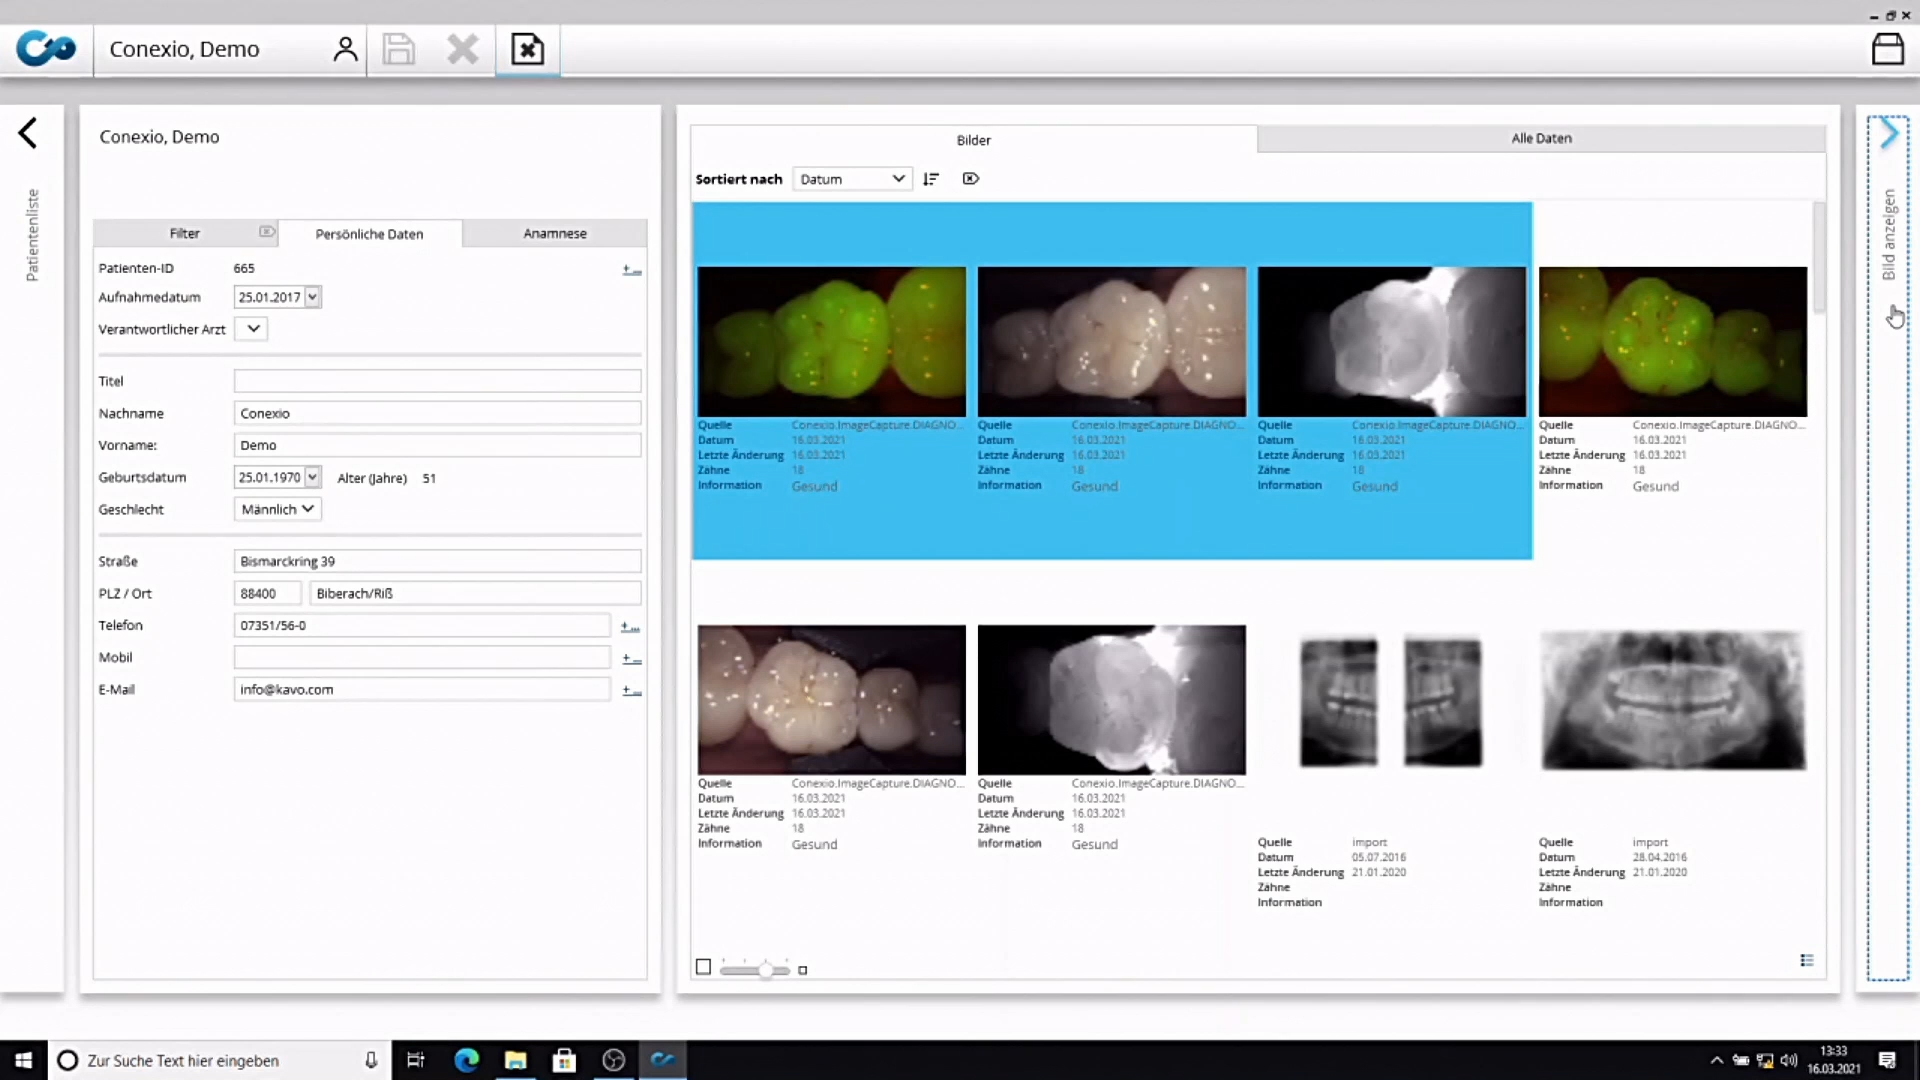 Conexio, Demo
Patientenliste
Conexio, Demo
Filter
Persönliche Daten
Anamnese
Patienten-ID 665
Aufnahmedatum 25.01.2017
Verantwortlicher Arzt
Titel
Nachname Conexio
Vorname: Demo
Geburtsdatum 25.01.1970 Alter (Jahre) 51
Geschlecht Männlich
Straße Bismarckring 39
PLZ / Ort 88400 Biberach/Riß
Telefon 07351/56-0
Mobil
E-Mail info@kavo.com
Bilder
Alle Daten
Sortiert nach Datum
Quelle Conexio.ImageCapture.DIAGNO...
Datum 16.03.2021
Letzte Änderung 16.03.2021
Zähne 18
Information Gesund
Quelle Conexio.ImageCapture.DIAGNO...
Datum 16.03.2021
Letzte Änderung 16.03.2021
Zähne 18
Information Gesund
Quelle Conexio.ImageCapture.DIAGNO...
Datum 16.03.2021
Letzte Änderung 16.03.2021
Zähne 18
Information Gesund
Quelle Conexio.ImageCapture.DIAGNO...
Datum 16.03.2021
Letzte Änderung 16.03.2021
Zähne 18
Information Gesund
Quelle Conexio.ImageCapture.DIAGNO...
Datum 16.03.2021
Letzte Änderung 16.03.2021
Zähne 18
Information Gesund
Quelle Conexio.ImageCapture.DIAGNO...
Datum 16.03.2021
Letzte Änderung 16.03.2021
Zähne 18
Information Gesund
Quelle import
Datum 05.07.2016
Letzte Änderung 21.01.2020
Zähne
Information
Quelle import
Datum 28.04.2016
Letzte Änderung 21.01.2020
Zähne
Information
Bild anzeigen
Zur Suche Text hier eingeben
13:33
16.03.2021